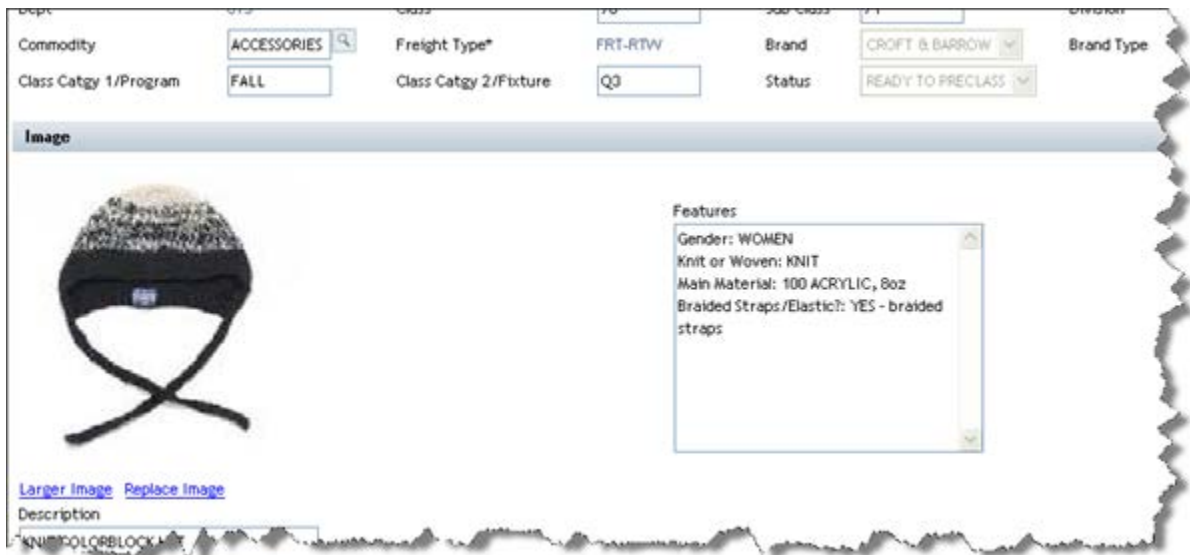 Commodity ACCESSORIES Freight Type* FRT-RTW Brand CROFT & BARROW Brand Type
Class Catgy 1/Program FALL Class Catgy 2/Fixture Q3 Status READY TO PRECLASS
Image
Features
Gender: WOMEN
Knit or Woven: KNIT
Main Material: 100 ACRYLIC, 8oz
Braided Straps/Elastic?: YES - braided
straps
Larger Image Replace Image
Description
KNIT COLORBLOCK